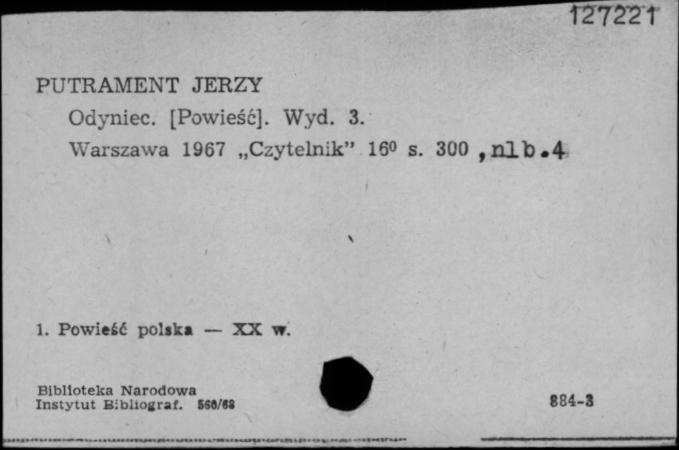 127221
PUTRAMENT JERZY
Odyniec. [Powieść]. Wyd. 3.
Warszawa 1967 „Czytelnik” 16⁰ s. 300 ,nlb.4
1. Powieść polska — XX w.
Biblioteka Narodowa
Instytut Bibliograf. 560/68
884-3